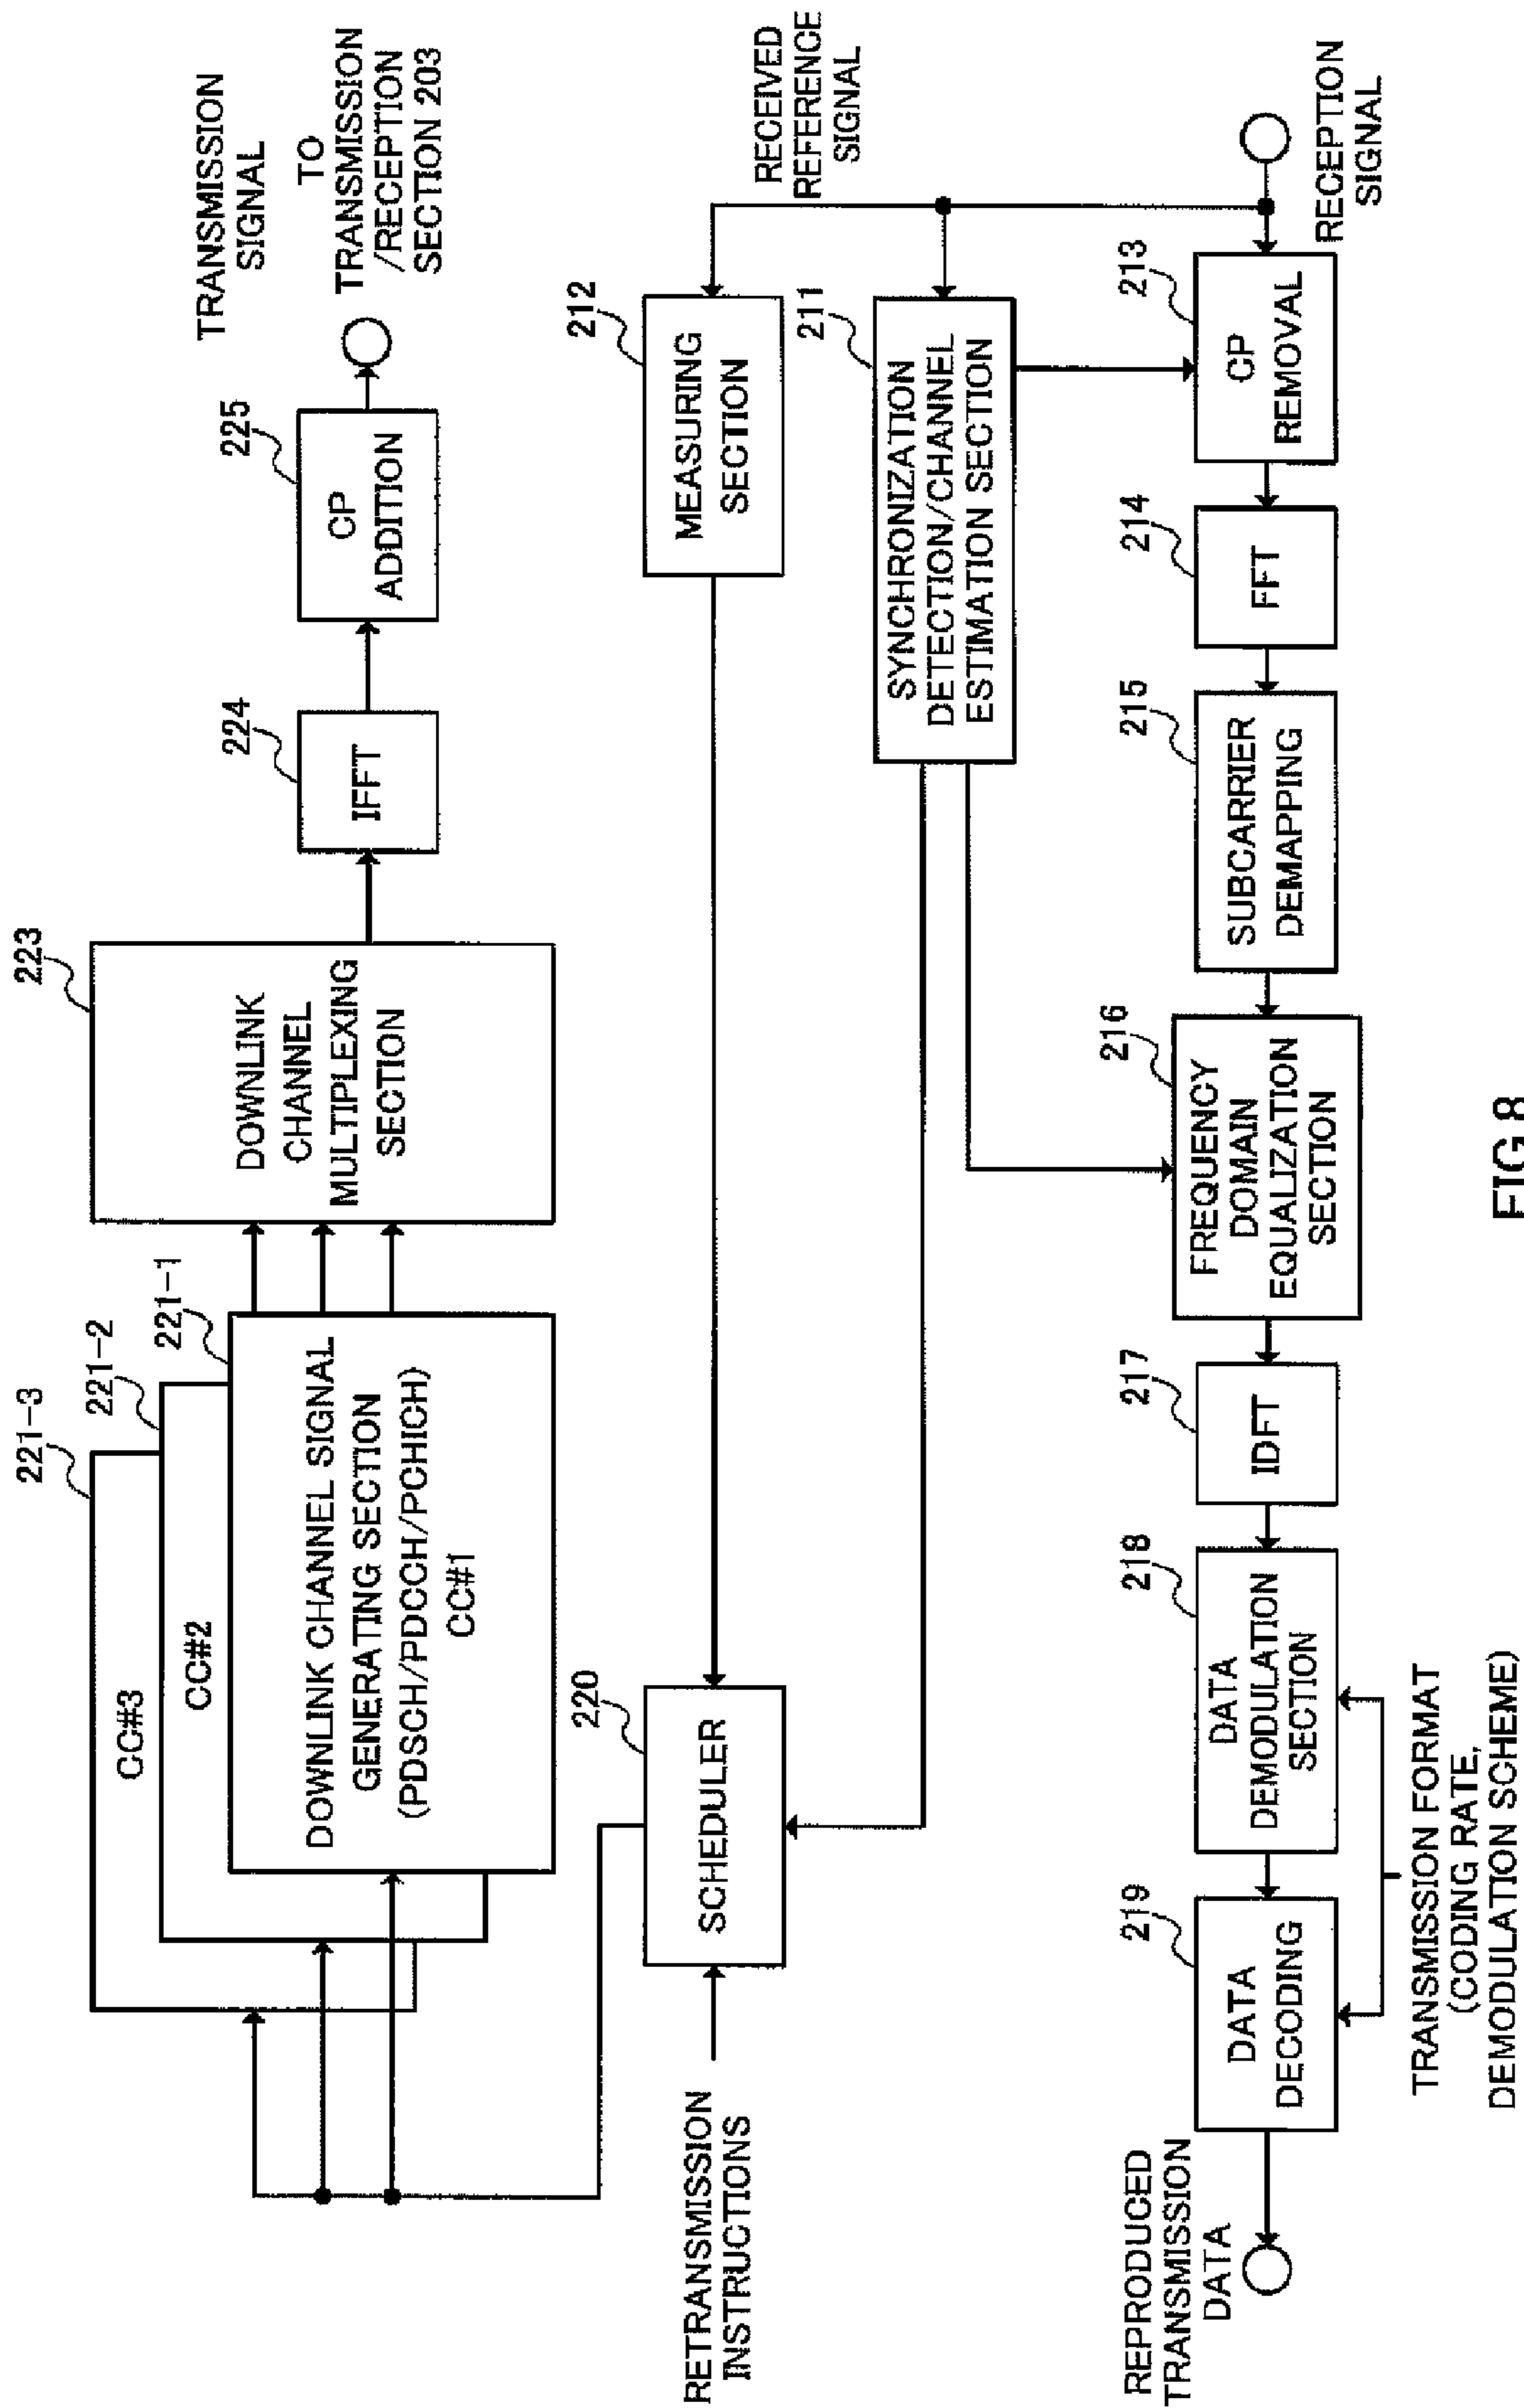 TRANSMISSION
SIGNAL
TO
TRANSMISSION
/RECEPTION
SECTION 203
225
CP
ADDITION
224
IFFT
223
DOWNLINK
CHANNEL
MULTIPLEXING
SECTION
221-3
221-2
221-1
CC#3
CC#2
DOWNLINK CHANNEL SIGNAL
GENERATING SECTION
(PDSCH/PDCCH/PCHICH)
CC#1
RECEIVED
REFERENCE
SIGNAL
212
MEASURING
SECTION
220
SCHEDULER
RETRANSMISSION
INSTRUCTIONS
211
SYNCHRONIZATION
DETECTION/CHANNEL
ESTIMATION SECTION
RECEPTION
SIGNAL
213
CP
REMOVAL
214
FFT
215
SUBCARRIER
DEMAPPING
216
FREQUENCY
DOMAIN
EQUALIZATION
SECTION
217
IDFT
218
DATA
DEMODULATION
SECTION
219
DATA
DECODING
REPRODUCED
TRANSMISSION
DATA
TRANSMISSION FORMAT
(CODING RATE,
DEMODULATION SCHEME)
FIG.8